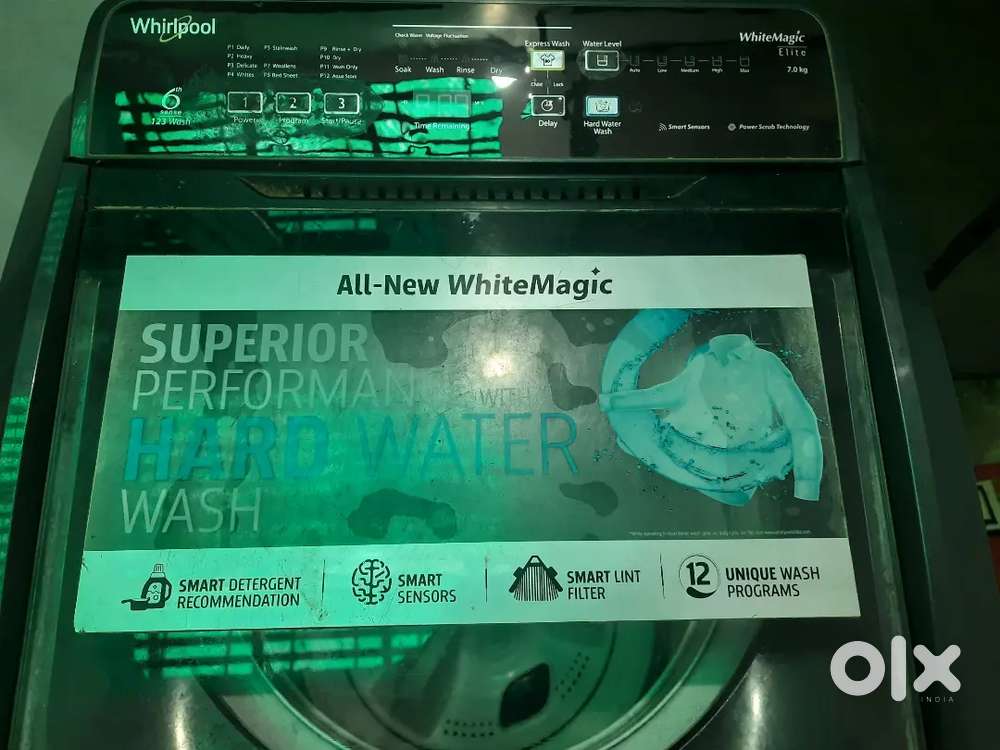 Whirlpool
Check Water Voltage Fluctuation
P1 Daily
P2 Heavy
P3 Delicate
P4 Whites
P5 Stainwash
P7 Woollens
P8 Bed Sheet
P9 Rinse + Dry
P10 Dry
P11 Wash Only
P12 Aqua Store
Soak Wash Rinse Dry
Express Wash
Water Level
Auto Low Medium High Max
WhiteMagic
Elite
7.0 kg
6th
sense
123 Wash
1 2 3
Power Program Start/Pause
Time Remaining
Child Lock
Delay
Hard Water
Wash
Smart Sensors
Power Scrub Technology
All-New WhiteMagic
SUPERIOR
PERFORMAN WITH
HARD WATER
WASH
SMART DETERGENT
RECOMMENDATION
SMART
SENSORS
SMART LINT
FILTER
12
UNIQUE WASH
PROGRAMS
olx
INDIA